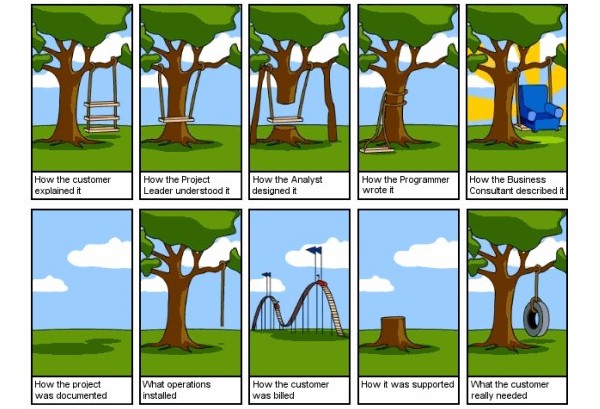 How the customer
explained it
How the Project
Leader understood it
How the Analyst
designed it
How the Programmer
wrote it
How the Business
Consultant described it
How the project
was documented
What operations
installed
How the customer
was billed
How it was supported
What the customer
really needed